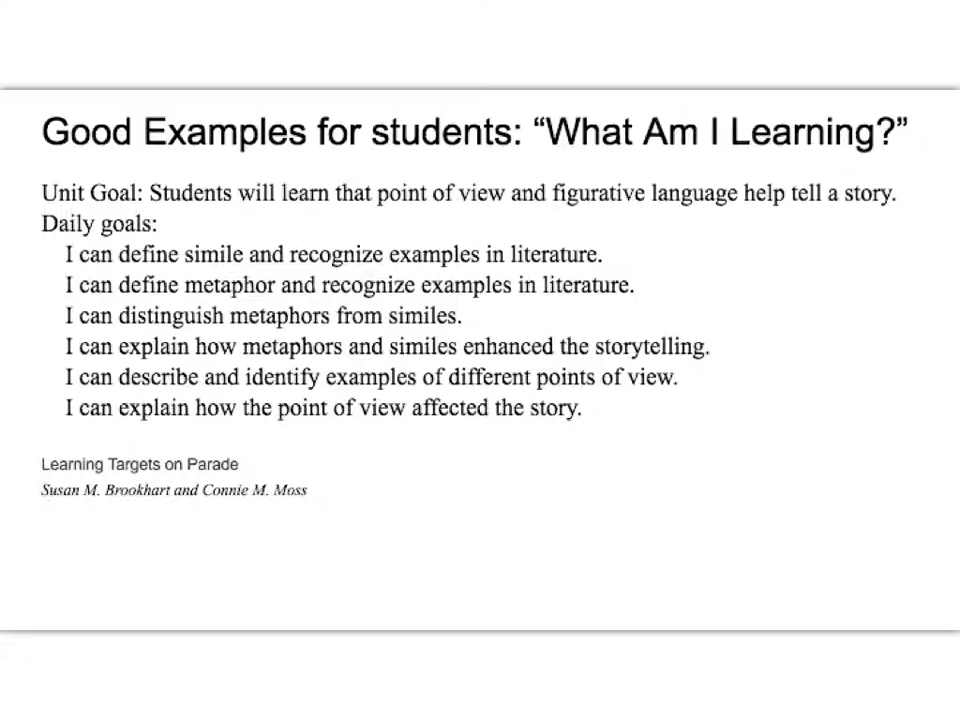 Good Examples for students: “What Am I Learning?”
Unit Goal: Students will learn that point of view and figurative language help tell a story.
Daily goals:
I can define simile and recognize examples in literature.
I can define metaphor and recognize examples in literature.
I can distinguish metaphors from similes.
I can explain how metaphors and similes enhanced the storytelling.
I can describe and identify examples of different points of view.
I can explain how the point of view affected the story.
Learning Targets on Parade
Susan M. Brookhart and Connie M. Moss